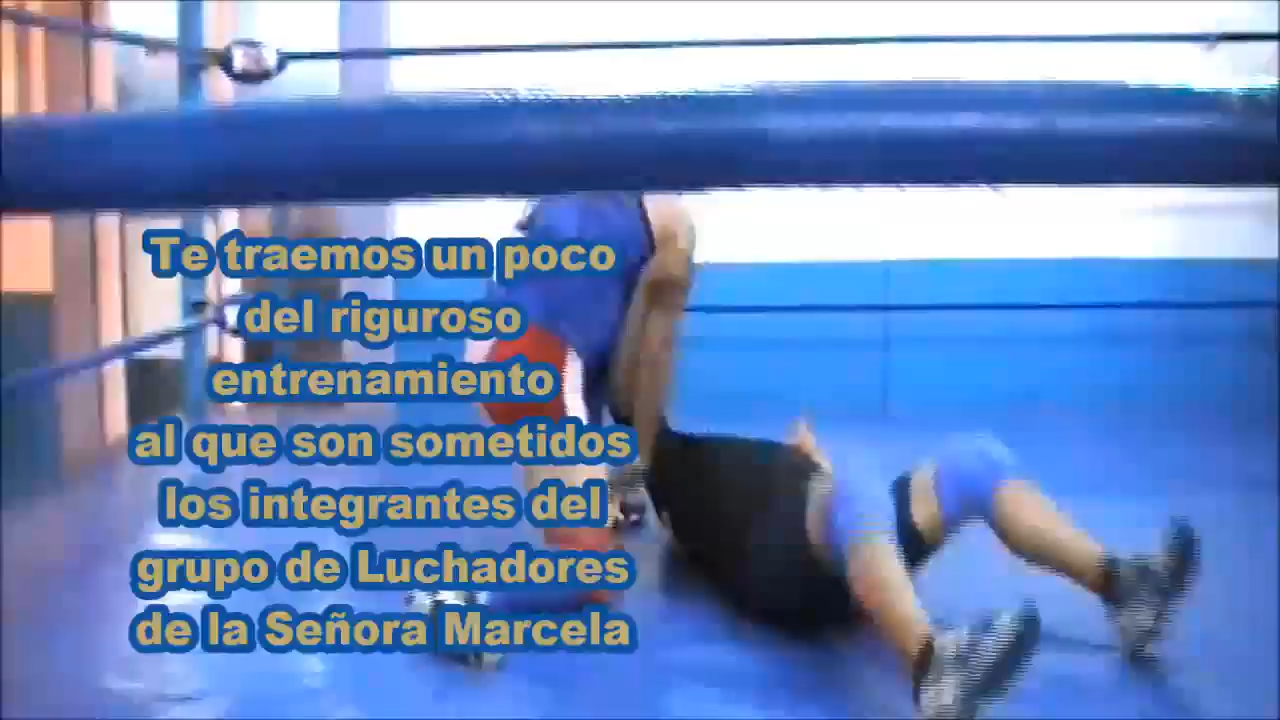 Te traemos un poco
del riguroso
entrenamiento
al que son sometidos
los integrantes del
grupo de Luchadores
de la Señora Marcela